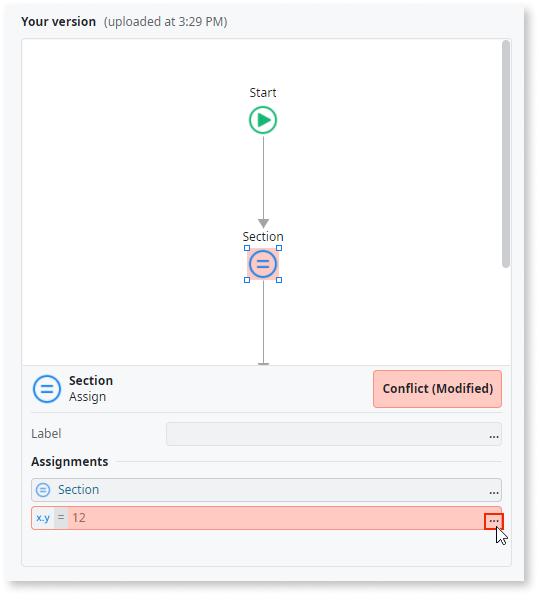 Your version (uploaded at 3:29 PM)
Start
Section
Section
Assign
Conflict (Modified)
Label
...
Assignments
Section
...
x.y = 12
...